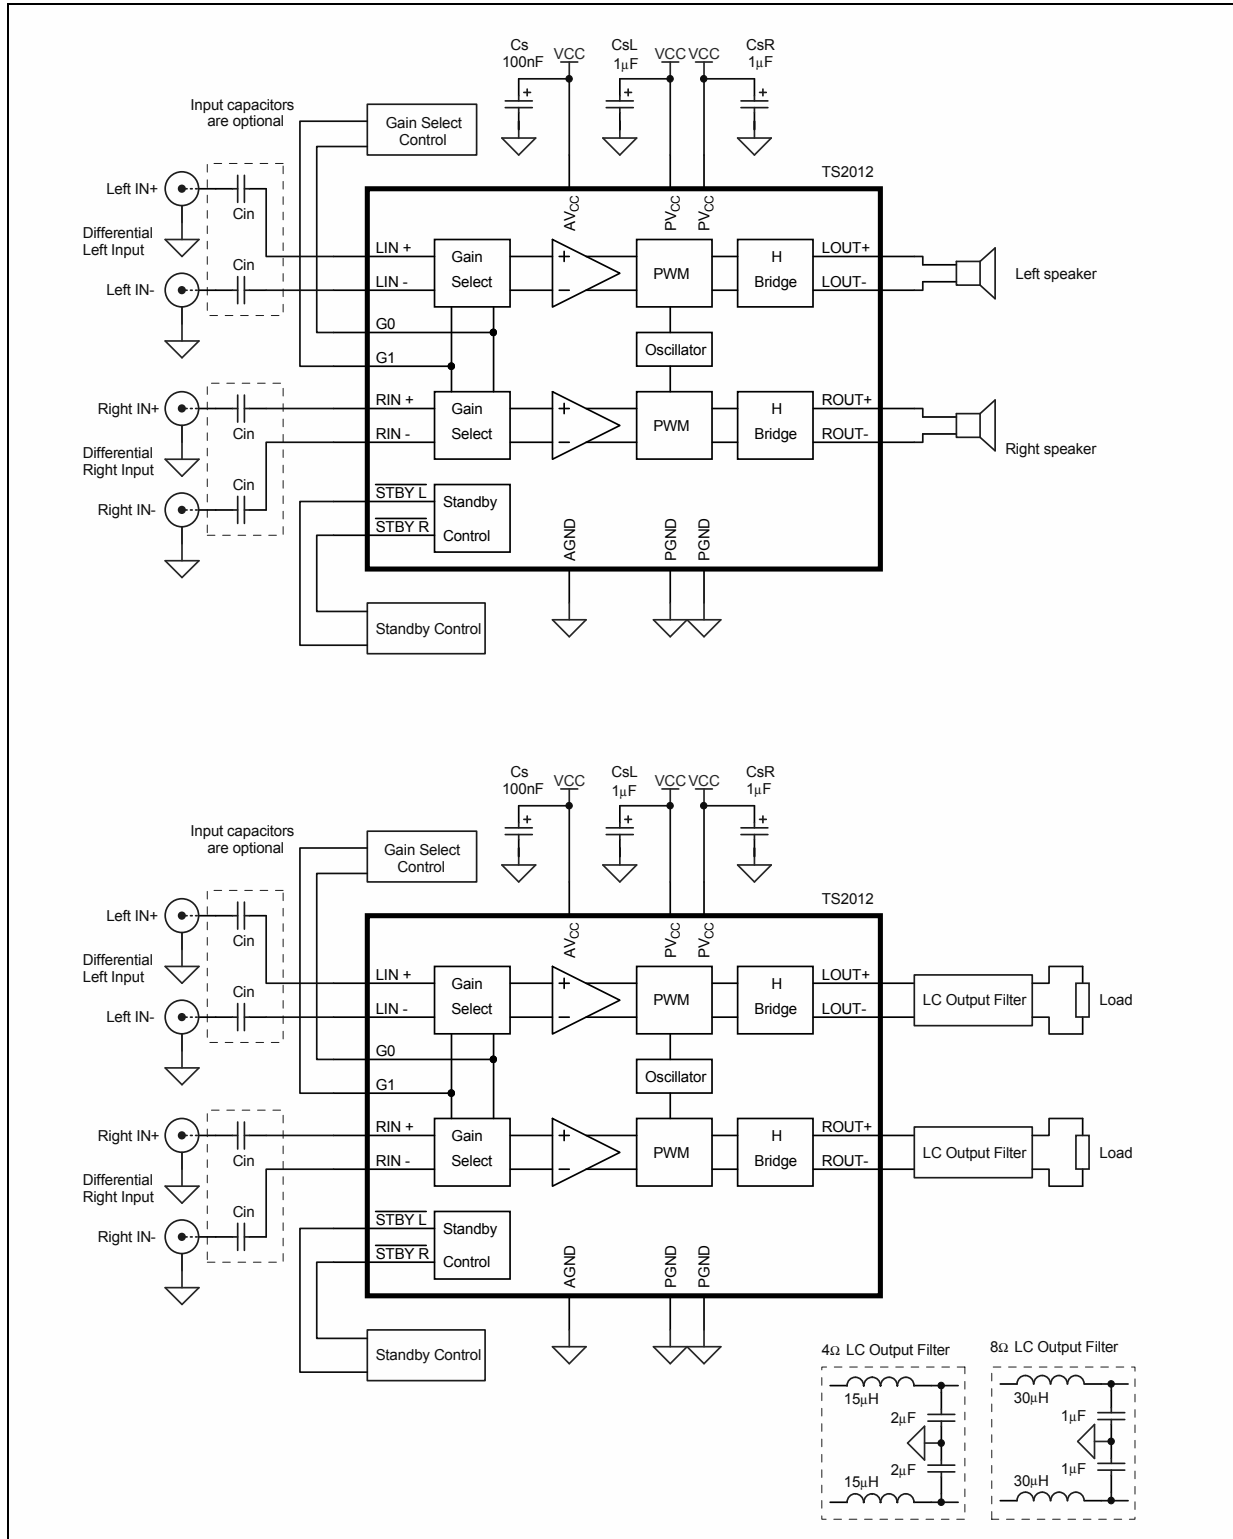 Cs
100nF
VCC
CsL
1μF
VCC
VCC
CsR
1μF
Input capacitors
are optional
Gain Select
Control
TS2012
Left IN+
Cin
Differential
Left Input
Cin
Left IN-
AVCC
PVCC
PVCC
LIN +
LIN -
Gain
Select
+
−
PWM
H
Bridge
LOUT+
LOUT-
Left speaker
G0
G1
Oscillator
Right IN+
Cin
Differential
Right Input
Cin
Right IN-
RIN +
RIN -
Gain
Select
+
−
PWM
H
Bridge
ROUT+
ROUT-
Right speaker
STBY L
STBY R
Standby
Control
AGND
PGND
PGND
Standby Control
Cs
100nF
VCC
CsL
1μF
VCC
VCC
CsR
1μF
Input capacitors
are optional
Gain Select
Control
TS2012
Left IN+
Cin
Differential
Left Input
Cin
Left IN-
AVCC
PVCC
PVCC
LIN +
LIN -
Gain
Select
+
−
PWM
H
Bridge
LOUT+
LOUT-
LC Output Filter
Load
G0
G1
Oscillator
Right IN+
Cin
Differential
Right Input
Cin
Right IN-
RIN +
RIN -
Gain
Select
+
−
PWM
H
Bridge
ROUT+
ROUT-
LC Output Filter
Load
STBY L
STBY R
Standby
Control
AGND
PGND
PGND
Standby Control
4Ω LC Output Filter
15μH
2μF
2μF
15μH
8Ω LC Output Filter
30μH
1μF
1μF
30μH